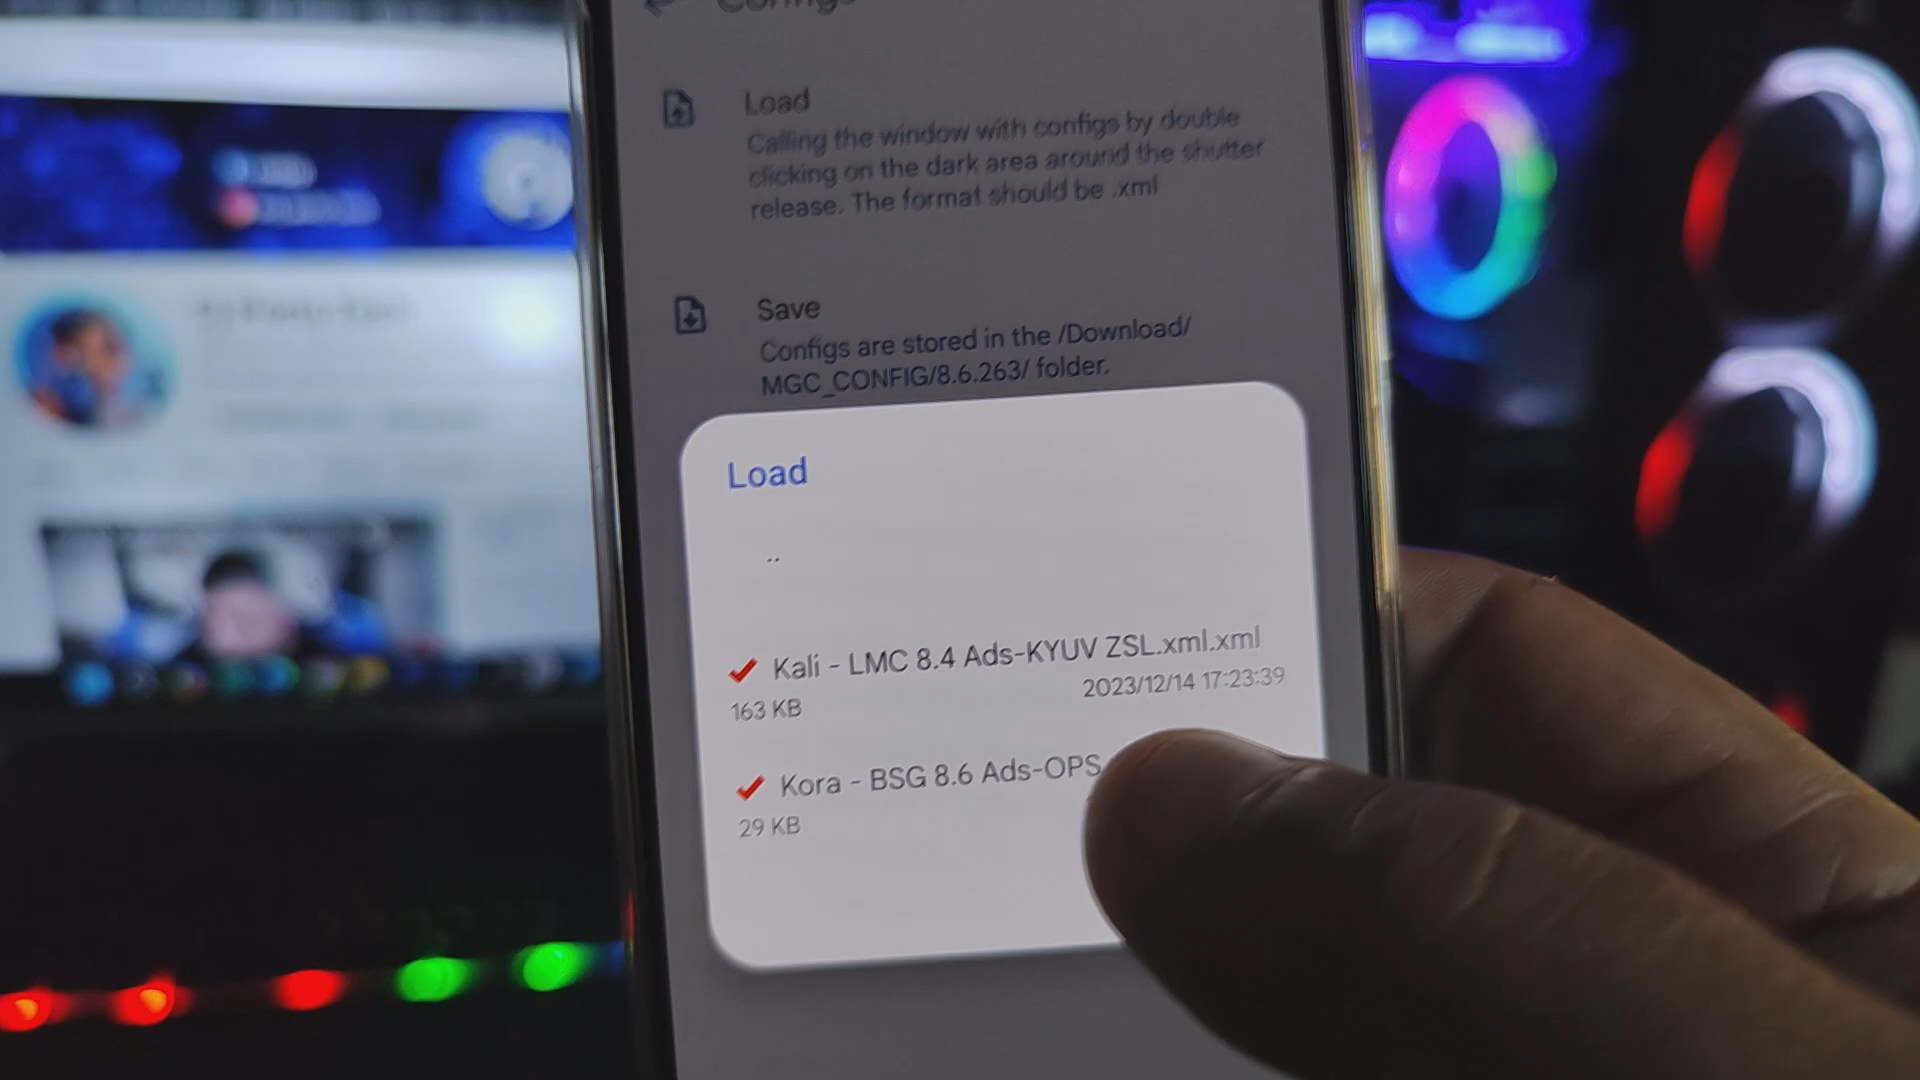 Configs
Load
Calling the window with configs by double
clicking on the dark area around the shutter
release. The format should be .xml
Save
Configs are stored in the /Download/
MGC_CONFIG/8.6.263/ folder.
Load
..
Kali - LMC 8.4 Ads-KYUV ZSL.xml.xml
163 KB
2023/12/14 17:23:39
Kora - BSG 8.6 Ads-OPS
29 KB